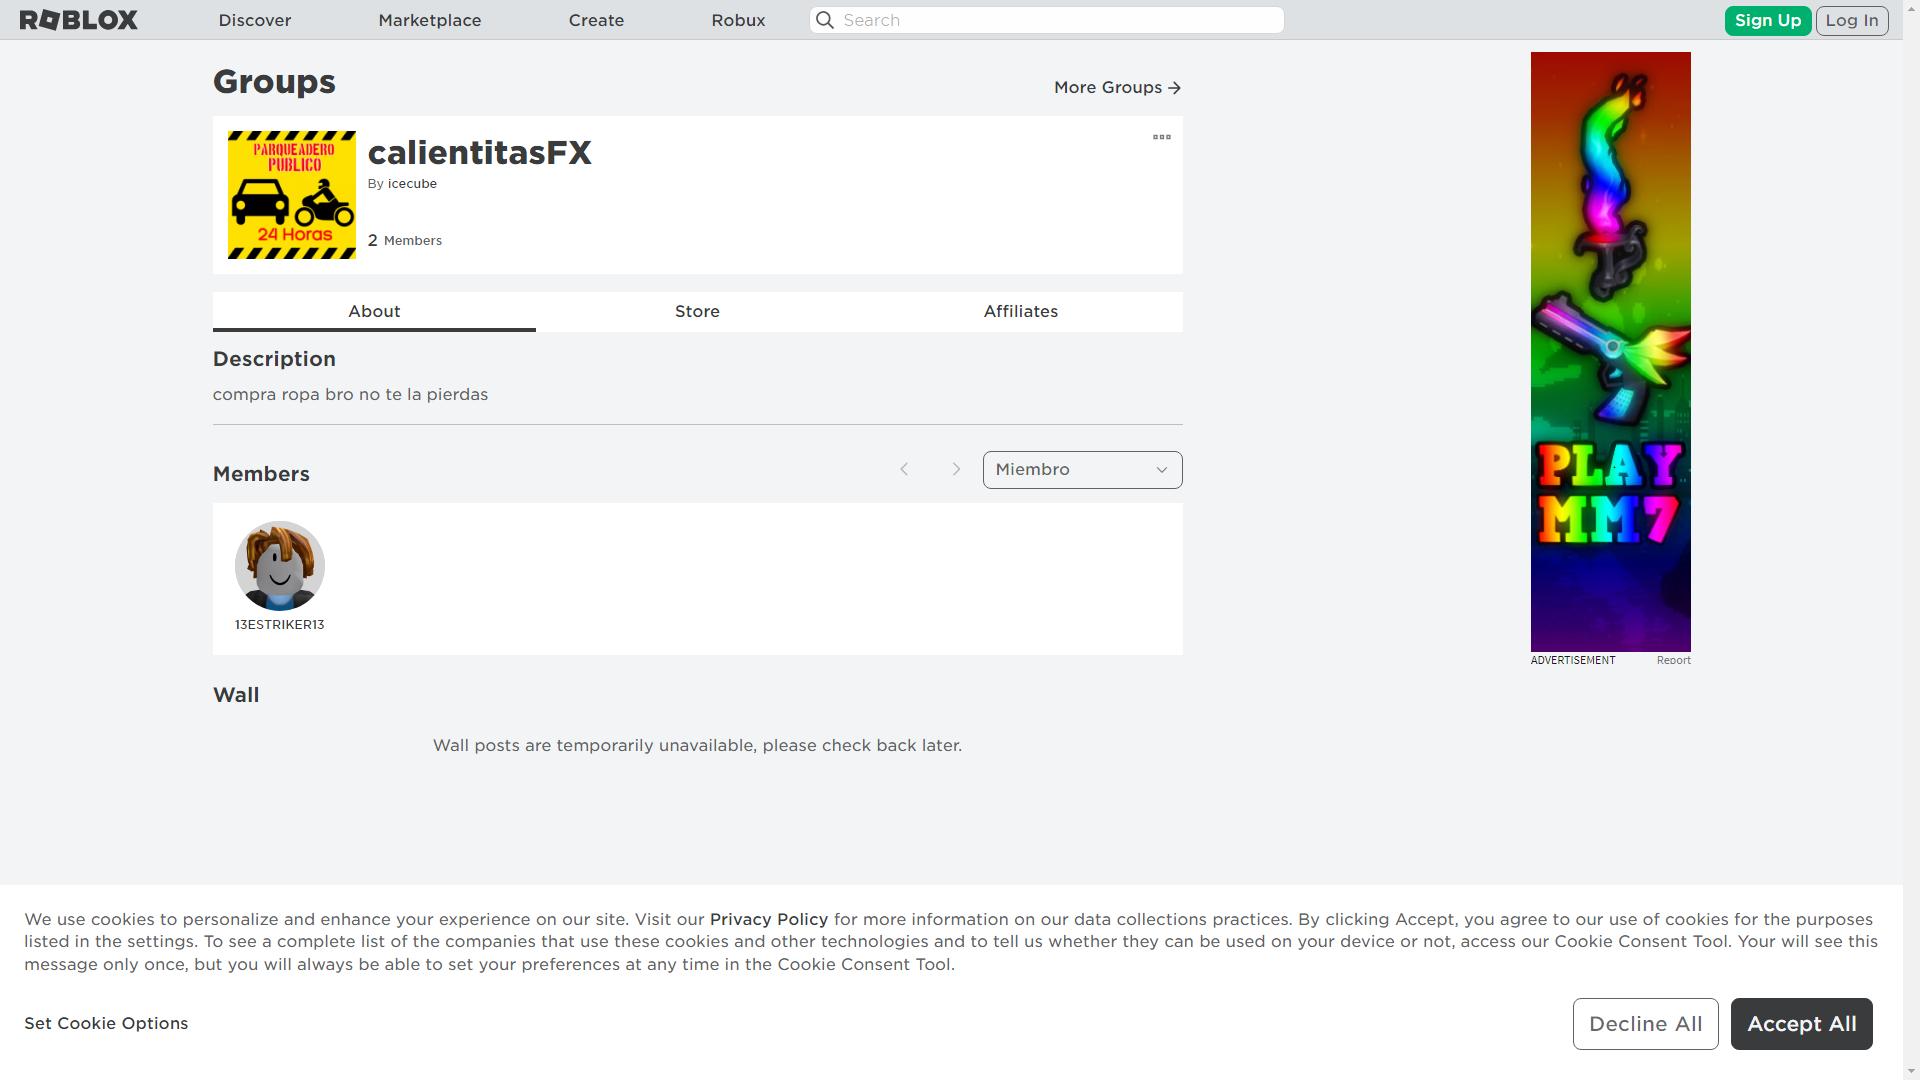 ROBLOX
Discover
Marketplace
Create
Robux
Search
Sign Up
Log In
Groups
More Groups
PARQUEADERO
PUBLICO
24 Horas
calientitasFX
By icecube
2 Members
About
Store
Affiliates
Description
compra ropa bro no te la pierdas
Members
Miembro
13ESTRIKER13
Wall
Wall posts are temporarily unavailable, please check back later.
PLAY
MM7
ADVERTISEMENT
Report
We use cookies to personalize and enhance your experience on our site. Visit our Privacy Policy for more information on our data collections practices. By clicking Accept, you agree to our use of cookies for the purposes
listed in the settings. To see a complete list of the companies that use these cookies and other technologies and to tell us whether they can be used on your device or not, access our Cookie Consent Tool. Your will see this
message only once, but you will always be able to set your preferences at any time in the Cookie Consent Tool.
Set Cookie Options
Decline All
Accept All